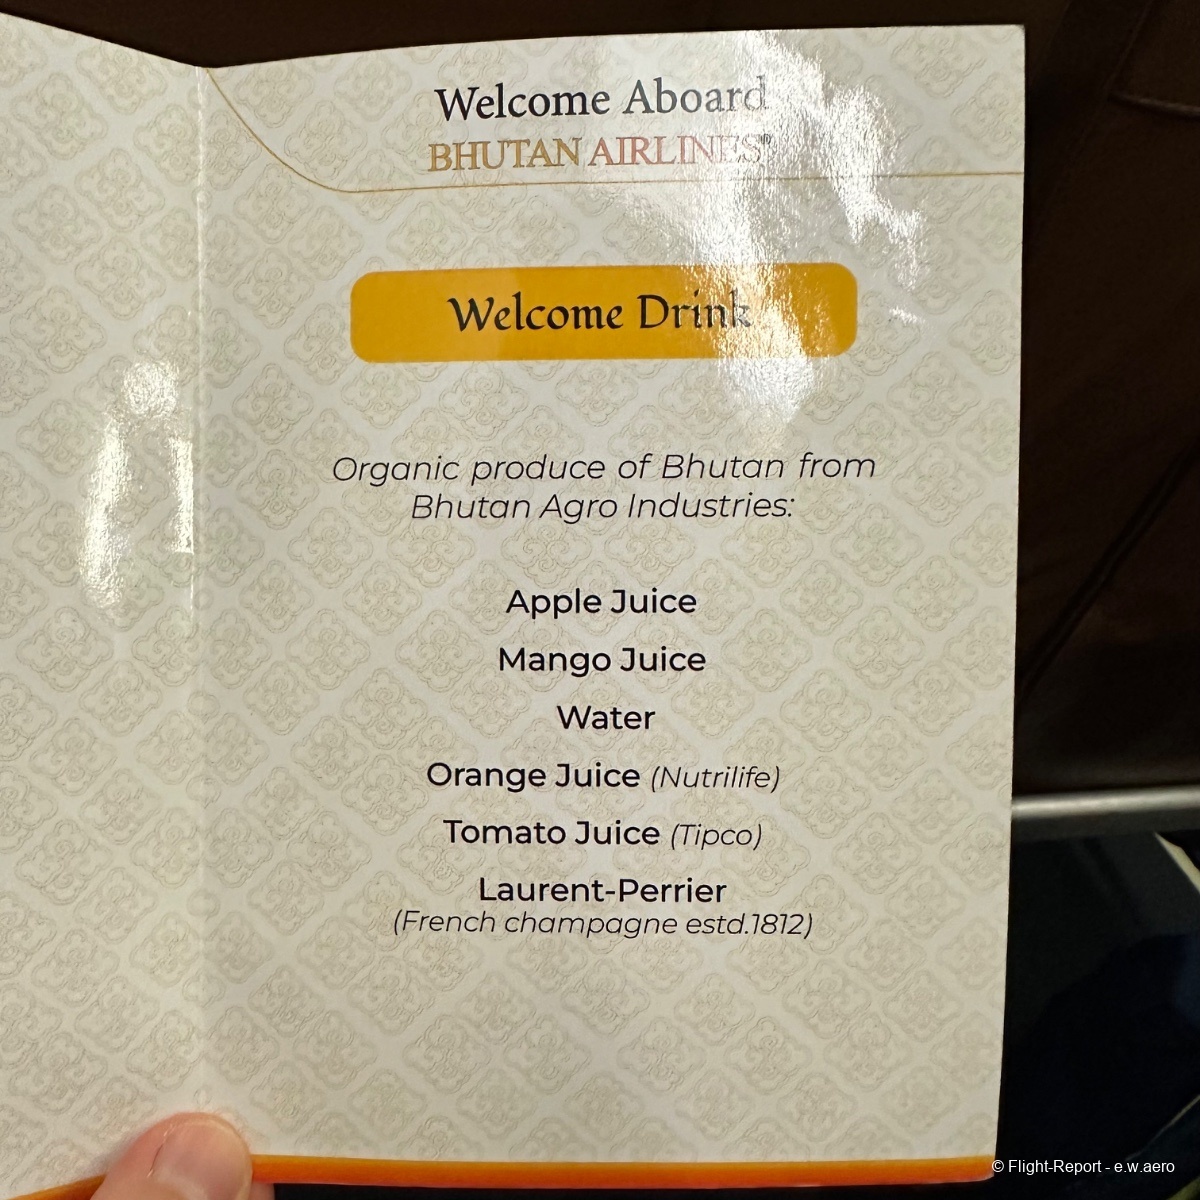 Welcome Aboard
BHUTAN AIRLINES®
Welcome Drink
Organic produce of Bhutan from
Bhutan Agro Industries:
Apple Juice
Mango Juice
Water
Orange Juice (Nutrilife)
Tomato Juice (Tipco)
Laurent-Perrier
(French champagne estd.1812)
© Flight-Report - e.w.aero